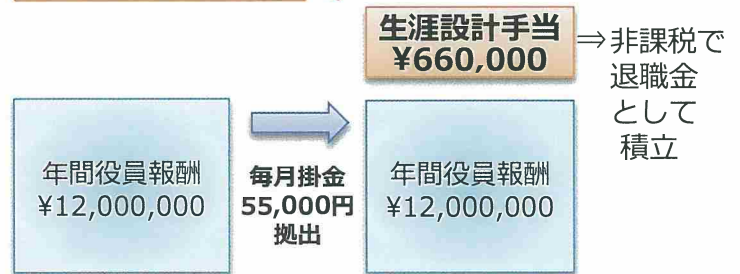 生涯設計手当
¥660,000
⇒非課税で
退職金
として
積立
年間役員報酬
¥12,000,000
毎月掛金
55,000円
拠出
年間役員報酬
¥12,000,000